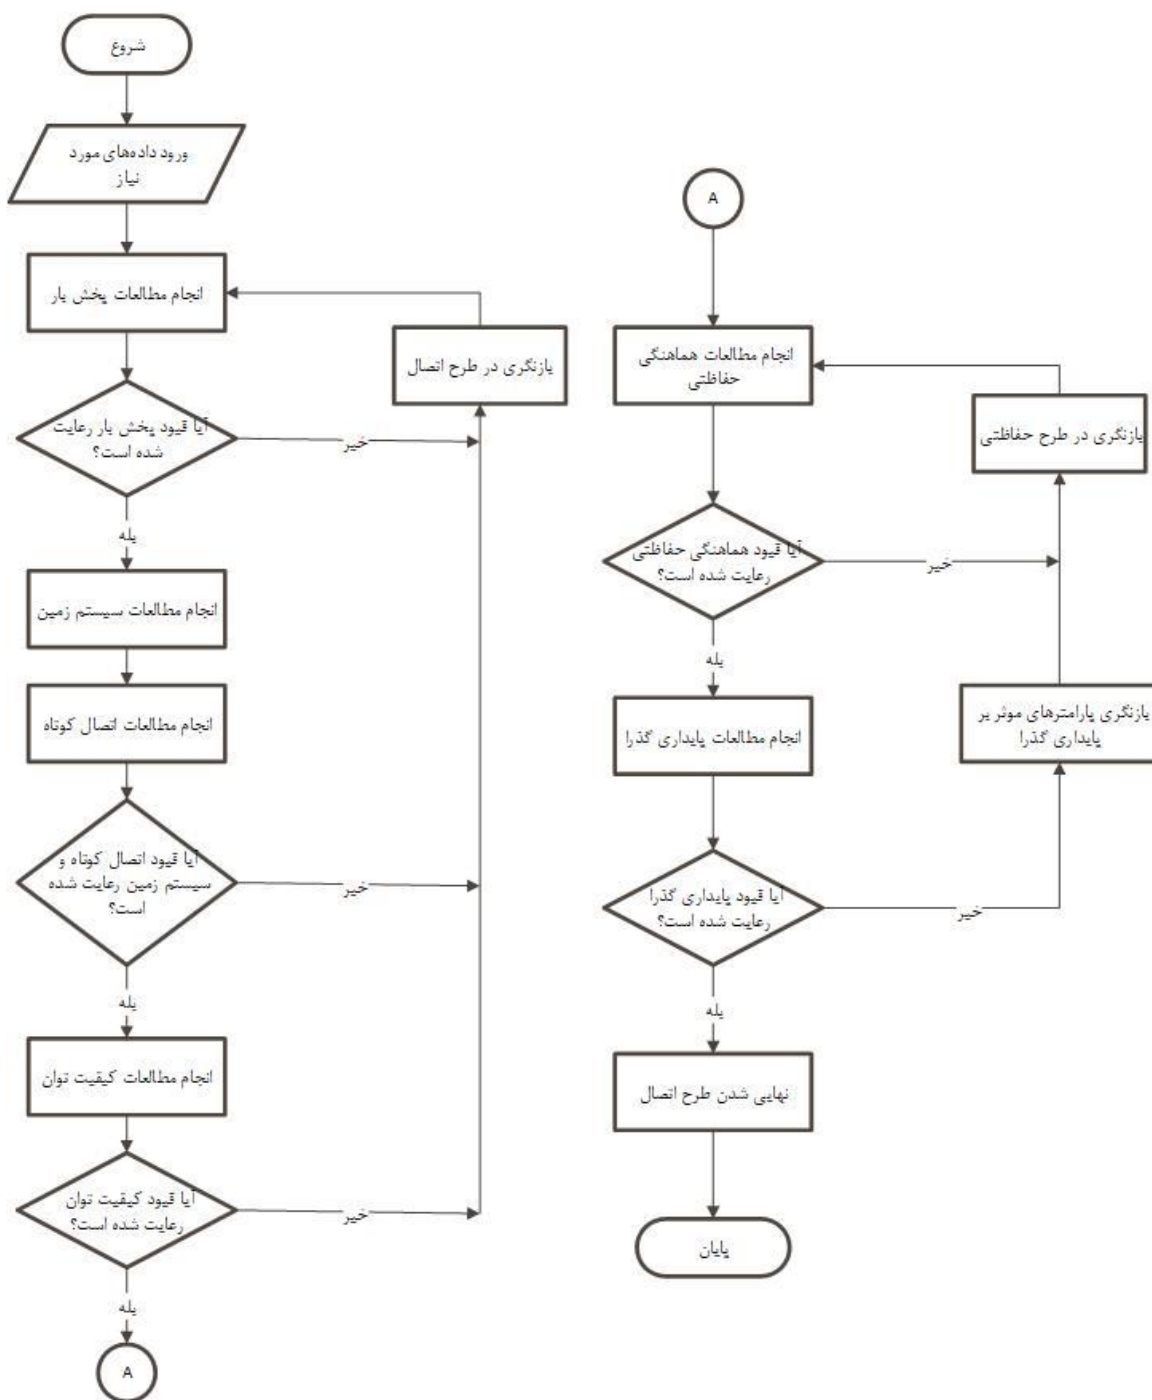 شروع
ورود داده‌های مورد
نیاز
انجام مطالعات پخش بار
بازنگری در طرح اتصال
آیا قیود پخش بار رعایت
شده است؟
خیر
بله
انجام مطالعات سیستم زمین
انجام مطالعات اتصال کوتاه
آیا قیود اتصال کوتاه و
سیستم زمین رعایت شده
است؟
خیر
بله
انجام مطالعات کیفیت توان
آیا قیود کیفیت توان
رعایت شده است؟
خیر
بله
A
A
انجام مطالعات هماهنگی
حفاظتی
بازنگری در طرح حفاظتی
آیا قیود هماهنگی حفاظتی
رعایت شده است؟
خیر
بله
بازنگری پارامترهای موثر بر
پایداری گذرا
انجام مطالعات پایداری گذرا
آیا قیود پایداری گذرا
رعایت شده است؟
خیر
بله
نهایی شدن طرح اتصال
پایان